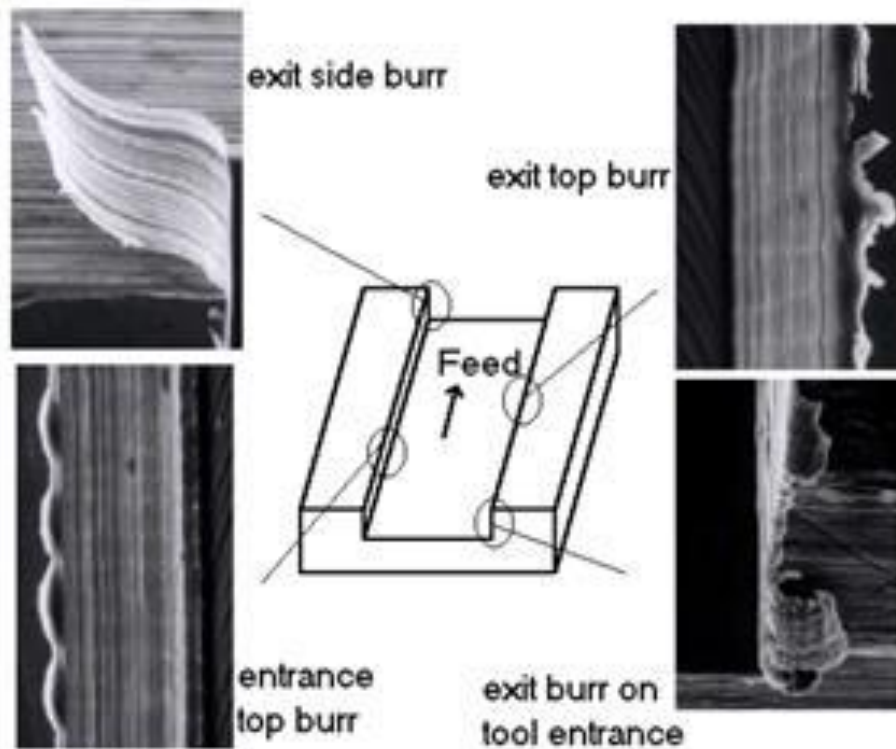 exit side burr
exit top burr
Feed
entrance
top burr
exit burr on
tool entrance